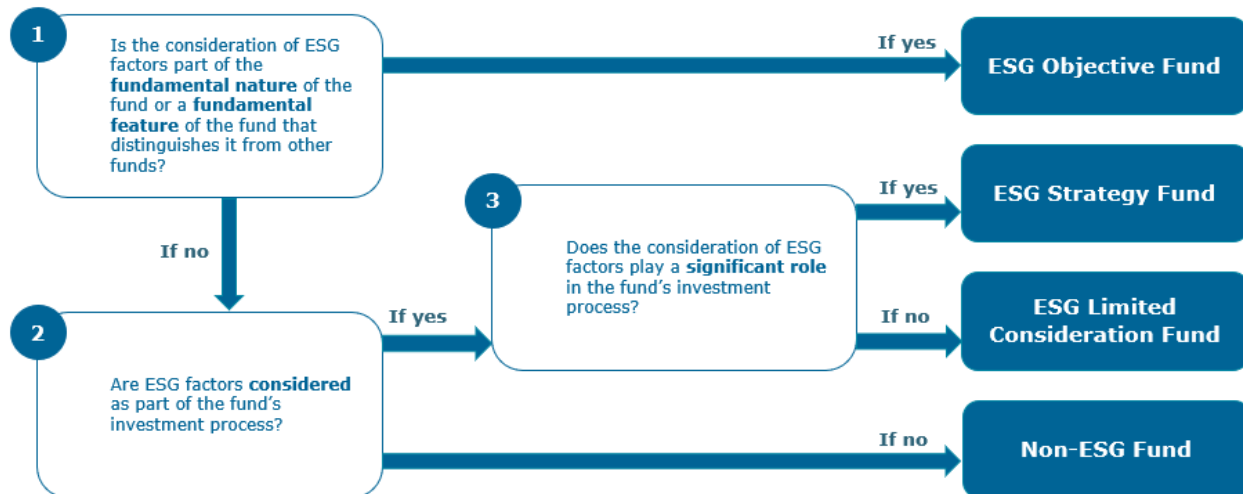 1
Is the consideration of ESG
factors part of the
fundamental nature of the
fund or a fundamental
feature of the fund that
distinguishes it from other
funds?
If yes
ESG Objective Fund
If no
3
Does the consideration of ESG
factors play a significant role
in the fund's investment
process?
If yes
ESG Strategy Fund
If no
ESG Limited
Consideration Fund
2
Are ESG factors considered
as part of the fund's
investment process?
If yes
If no
Non-ESG Fund